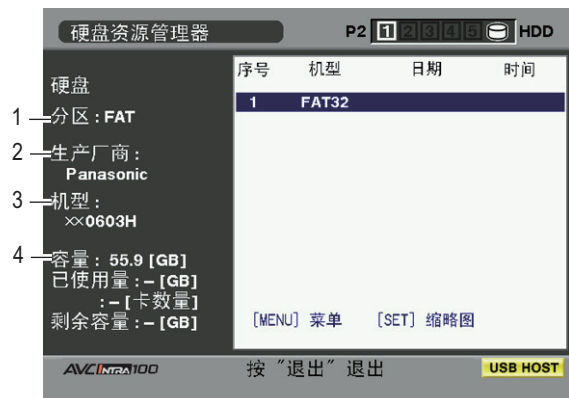 硬盘资源管理器 P2 1 2 3 4 5 HDD
序号 机型 日期 时间
1 FAT32
硬盘
1 分区 : FAT
2 生产厂商 :
Panasonic
3 机型 :
××0603H
4 容量 : 55.9 [GB]
已使用量 : – [GB]
: – [卡数量]
剩余容量 : – [GB]
[MENU] 菜单 [SET] 缩略图
AVC INTRA 100 按 ″退出″ 退出 USB HOST